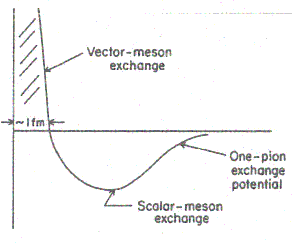 Vector-meson
exchange
~1fm
One-pion
exchange
potential
Scalar-meson
exchange